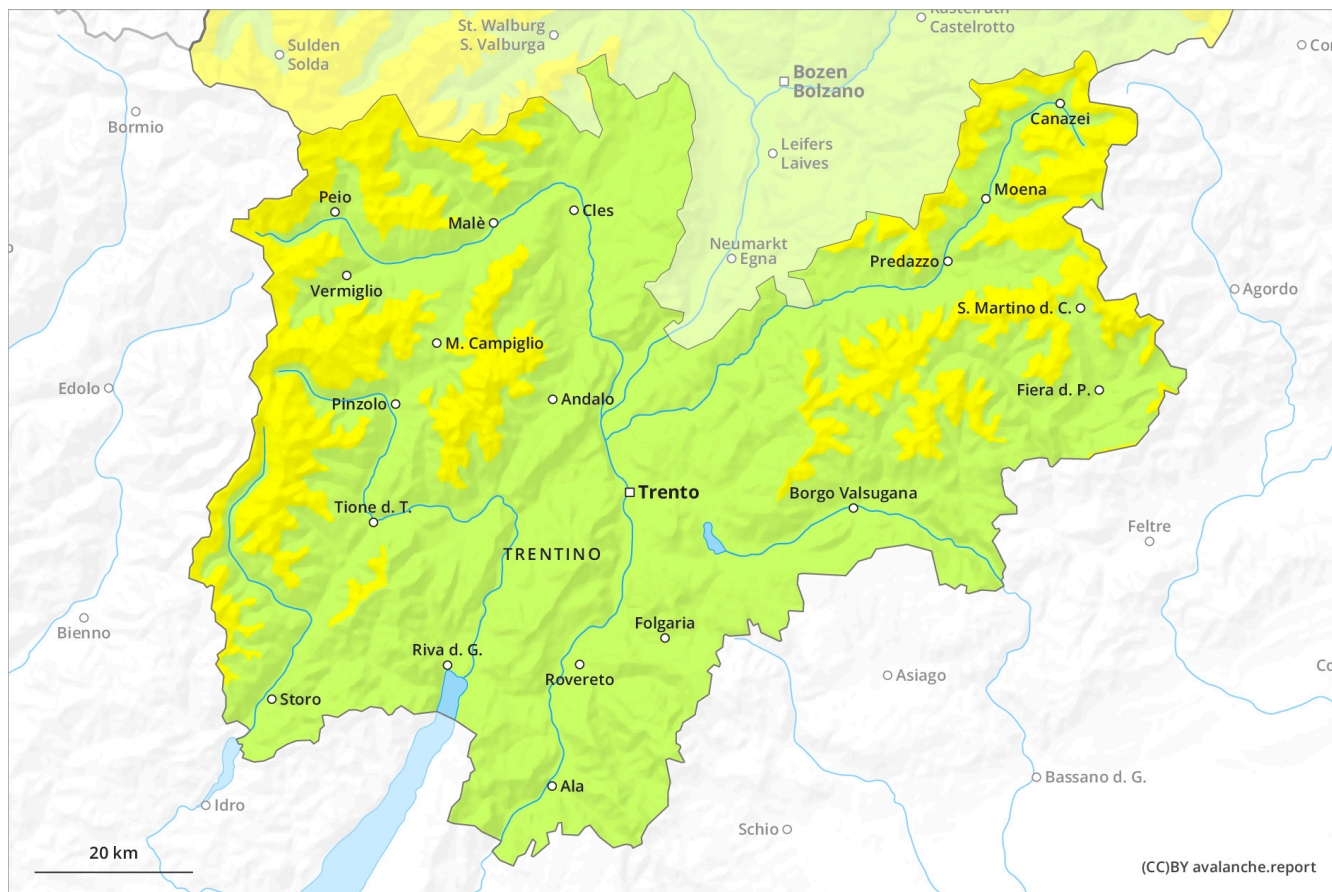 Kastelruth
Castelrotto
St. Walburg
S. Valburga
Sulden
Solda
Bozen
Bolzano
Canazei
Bormio
Leifers
Laives
Moena
Peio
Malè
Cles
Neumarkt
Egna
Predazzo
Vermiglio
Agordo
S. Martino d. C.
M. Campiglio
Edolo
Pinzolo
Andalo
Fiera d. P.
Trento
Borgo Valsugana
Tione d. T.
Feltre
TRENTINO
Bienno
Folgaria
Riva d. G.
Rovereto
Asiago
Storo
Bassano d. G.
Ala
Idro
Schio
20 km
(CC)BY avalanche.report